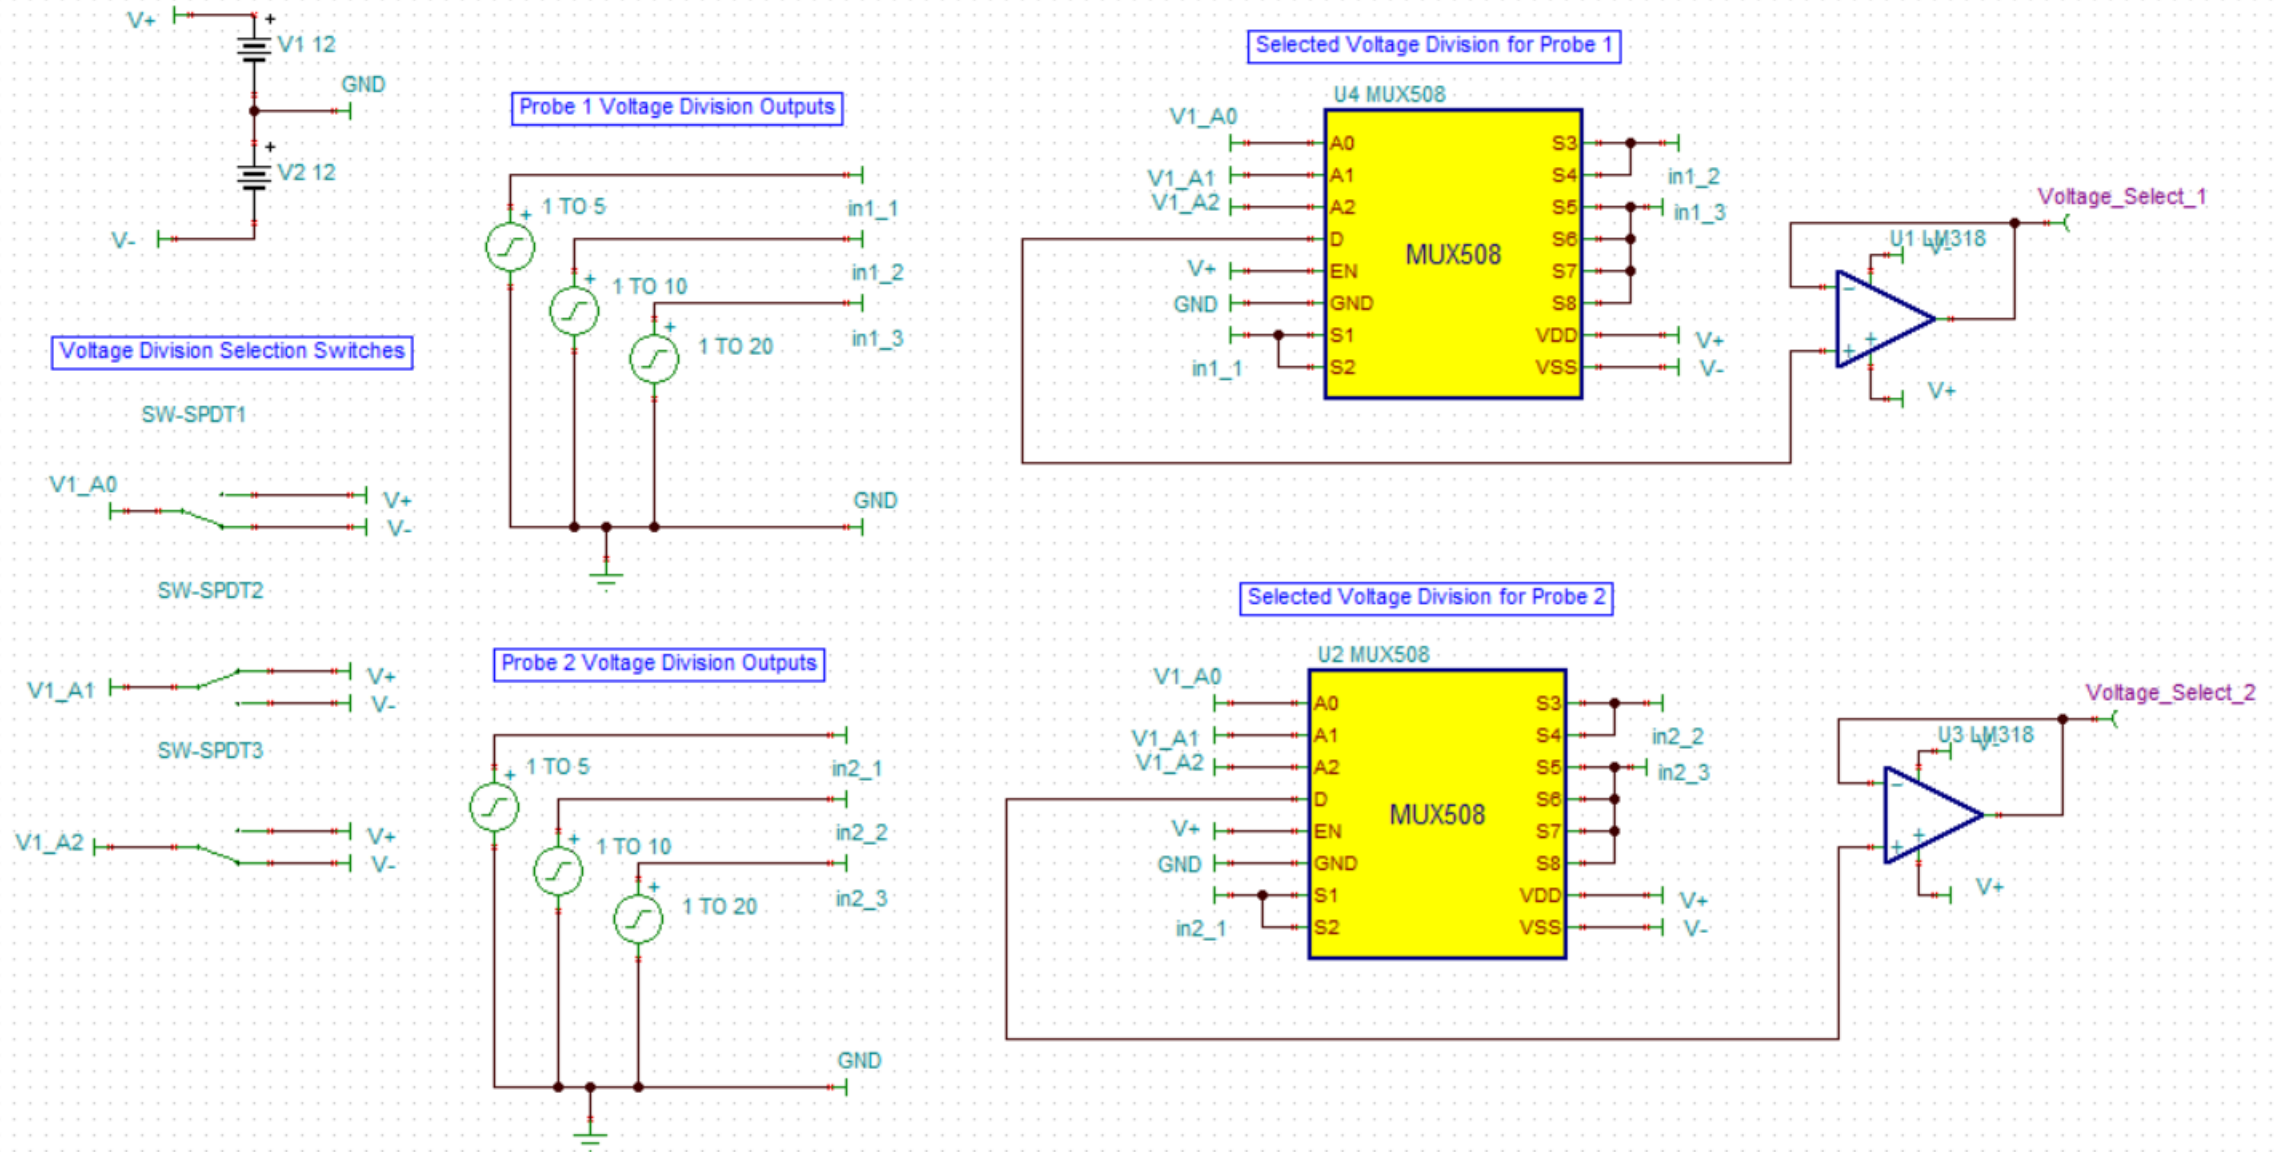 V+
+
V1 12
GND
+
V2 12
V-
Voltage Division Selection Switches
SW-SPDT1
V1_A0
V+
V-
SW-SPDT2
V1_A1
V+
V-
SW-SPDT3
V1_A2
V+
V-
Probe 1 Voltage Division Outputs
in1_1
+
1 TO 5
in1_2
+
1 TO 10
in1_3
+
1 TO 20
GND
Probe 2 Voltage Division Outputs
in2_1
+
1 TO 5
in2_2
+
1 TO 10
in2_3
+
1 TO 20
GND
Selected Voltage Division for Probe 1
U4 MUX508
V1_A0
V1_A1
V1_A2
V+
GND
in1_1
A0
A1
A2
D
EN
GND
S1
S2
MUX508
S3
S4
S5
S6
S7
S8
VDD
VSS
in1_2
in1_3
V+
V-
Voltage_Select_1
U1 LM318
V-
-
+
+
V+
Selected Voltage Division for Probe 2
U2 MUX508
V1_A0
V1_A1
V1_A2
V+
GND
in2_1
A0
A1
A2
D
EN
GND
S1
S2
MUX508
S3
S4
S5
S6
S7
S8
VDD
VSS
in2_2
in2_3
V+
V-
Voltage_Select_2
U3 LM318
V-
-
+
+
V+